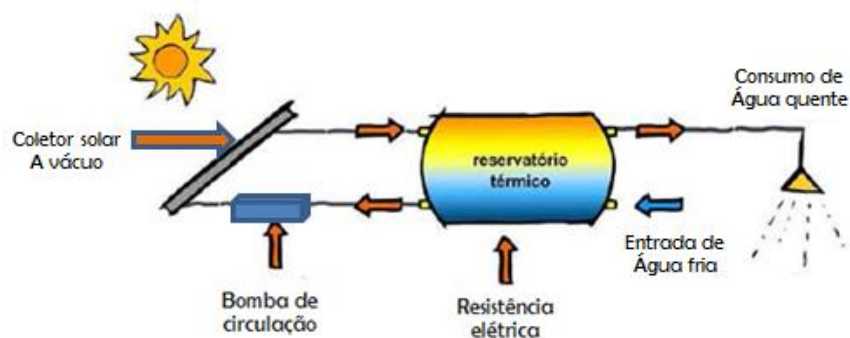 Consumo de
Água quente
Coletor solar
A vácuo
reservatório
térmico
Entrada de
Água fria
Bomba de
circulação
Resistência
elétrica